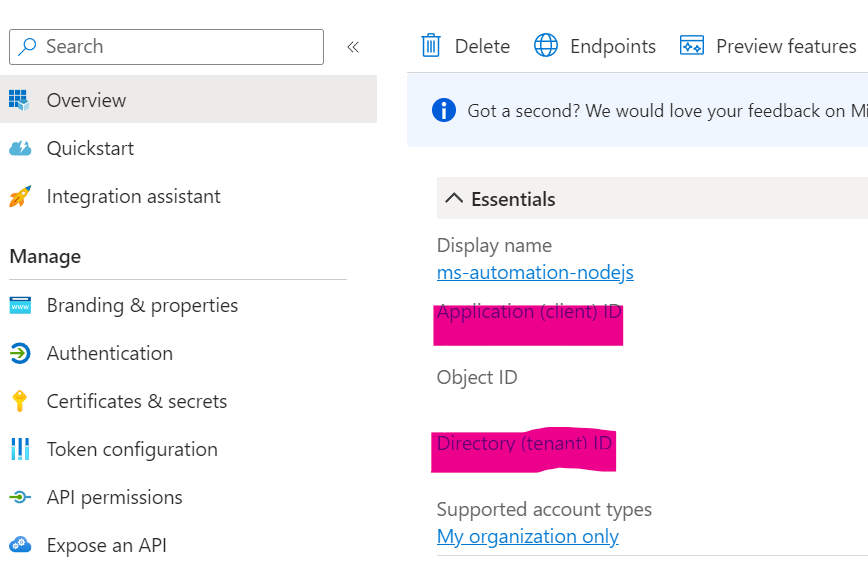 Search
Overview
Quickstart
Integration assistant
Manage
Branding & properties
Authentication
Certificates & secrets
Token configuration
API permissions
Expose an API
Delete
Endpoints
Preview features
Got a second? We would love your feedback on Mi
Essentials
Display name
ms-automation-nodejs
Application (client) ID
Object ID
Directory (tenant) ID
Supported account types
My organization only